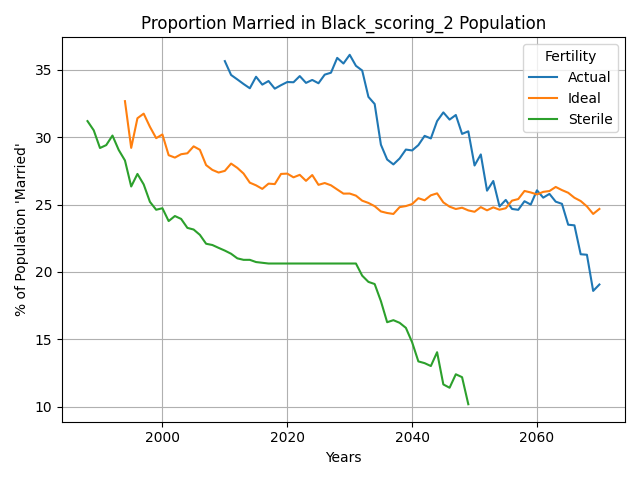 Proportion Married in Black_scoring_2 Population
% of Population 'Married'
35
30
25
20
15
10
Fertility
Actual
Ideal
Sterile
2000 2020 2040 2060
Years